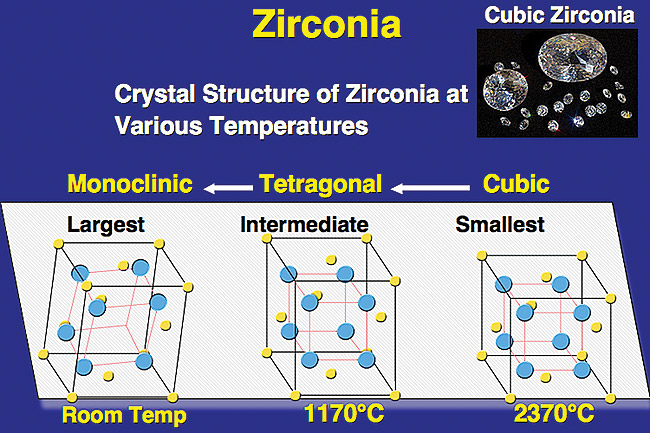 Zirconia
Cubic Zirconia
Crystal Structure of Zirconia at
Various Temperatures
Monoclinic Tetragonal Cubic
Largest Intermediate Smallest
Room Temp 1170°C 2370°C